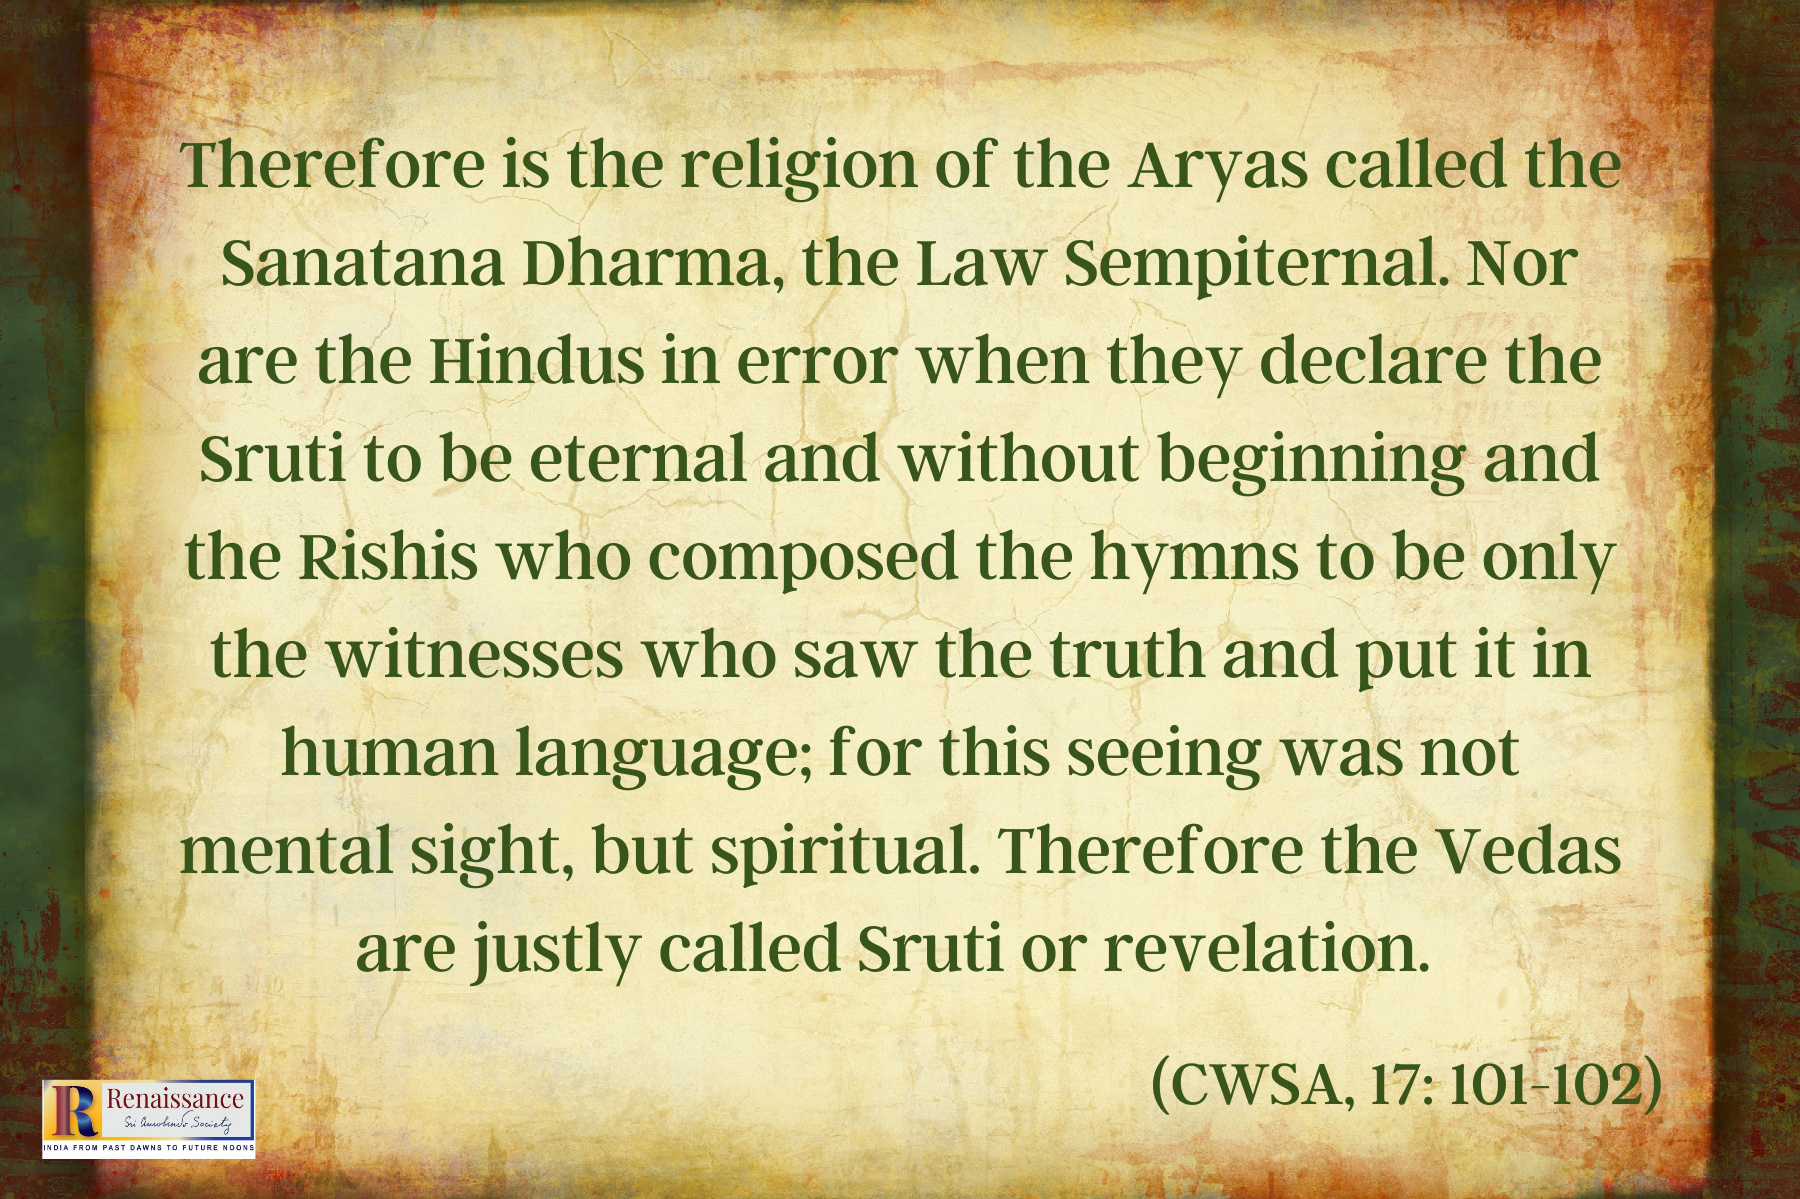 Therefore is the religion of the Aryas called the
Sanatana Dharma, the Law Sempiternal. Nor
are the Hindus in error when they declare the
Sruti to be eternal and without beginning and
the Rishis who composed the hymns to be only
the witnesses who saw the truth and put it in
human language; for this seeing was not
mental sight, but spiritual. Therefore the Vedas
are justly called Sruti or revelation.
(CWSA, 17: 101-102)
R Renaissance
Sri Aurobindo Society
INDIA FROM PAST DAWNS TO FUTURE NOONS